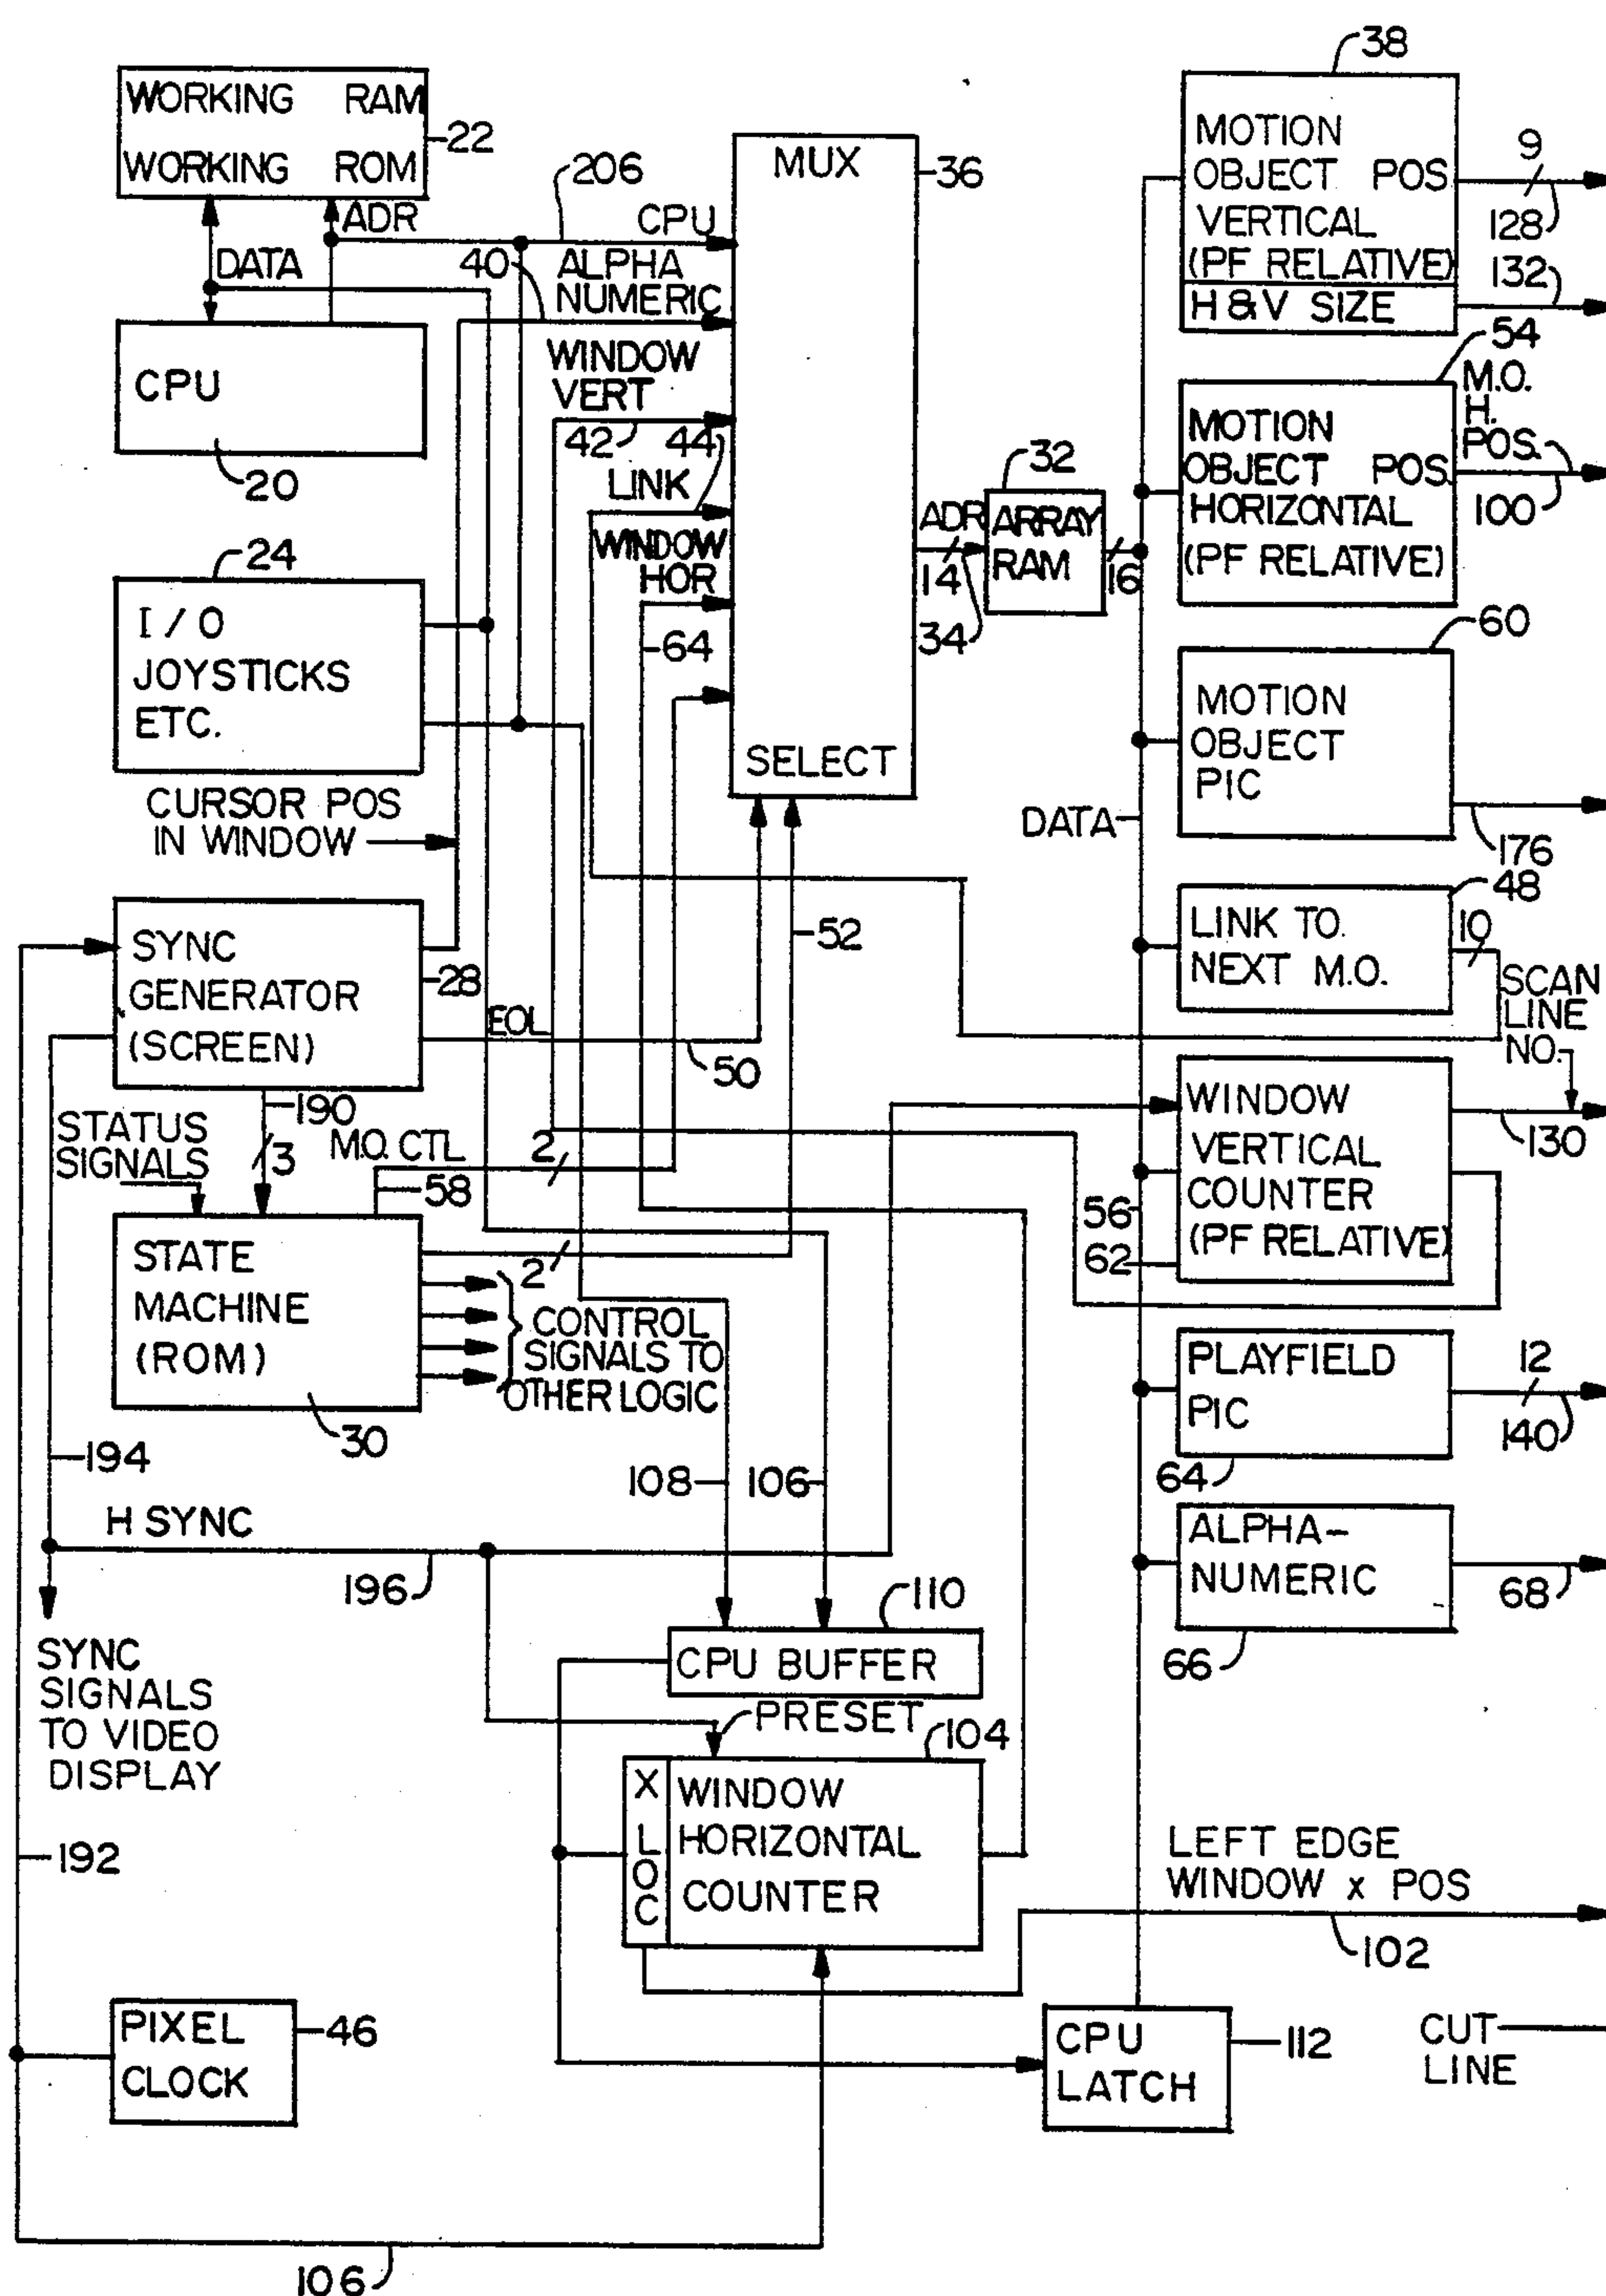 WORKING RAM
WORKING ROM
22
ADR
DATA
CPU
20
24
I/O
JOYSTICKS
ETC.
CURSOR POS
IN WINDOW
SYNC
GENERATOR
(SCREEN)
28
EOL
50
190
3
STATUS
SIGNALS
M.O. CTL
2
58
STATE
MACHINE
(ROM)
30
2
CONTROL
SIGNALS TO
OTHER LOGIC
194
H SYNC
196
SYNC
SIGNALS
TO VIDEO
DISPLAY
192
PIXEL
CLOCK
46
106
206
CPU
40
ALPHA
NUMERIC
WINDOW
VERT
42
44
LINK
WINDOW
HOR
64
MUX
36
SELECT
52
ADR
14
34
32
ARRAY
RAM
16
DATA
108
106
110
CPU BUFFER
PRESET
104
X
LOC
WINDOW
HORIZONTAL
COUNTER
38
MOTION
OBJECT POS
VERTICAL
(PF RELATIVE)
H & V SIZE
9
128
132
54
MOTION
OBJECT POS.
HORIZONTAL
(PF RELATIVE)
M.O.
H.
POS.
100
60
MOTION
OBJECT
PIC
176
48
LINK TO
NEXT M.O.
10
SCAN
LINE
NO.
WINDOW
VERTICAL
COUNTER
(PF RELATIVE)
56
62
130
PLAYFIELD
PIC
12
140
64
ALPHA-
NUMERIC
68
66
LEFT EDGE
WINDOW x POS
102
CPU
LATCH
112
CUT
LINE